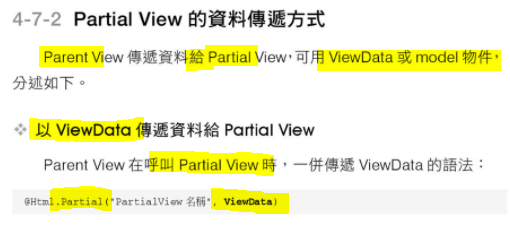 4-7-2 Partial View 的資料傳遞方式
Parent View 傳遞資料給 Partial View，可用 ViewData 或 model 物件，
分述如下。
❖ 以 ViewData 傳遞資料給 Partial View
Parent View 在呼叫 Partial View 時，一併傳遞 ViewData 的語法：
@Html.Partial("PartialView 名稱", ViewData)